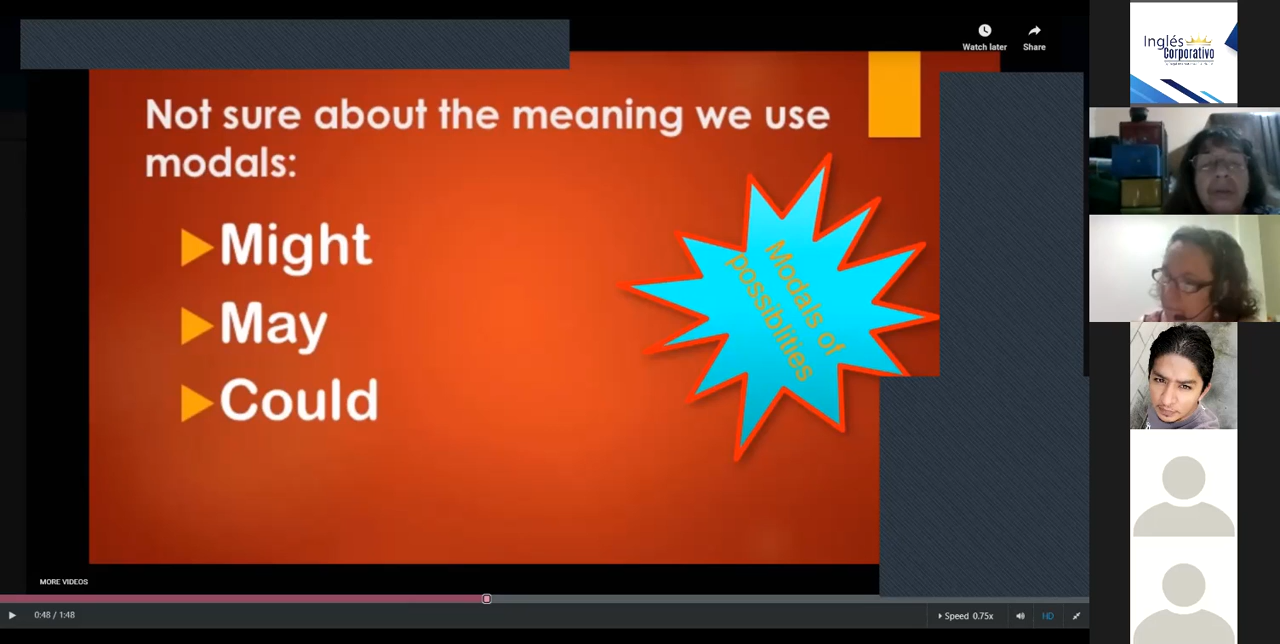 Watch later
Share
Not sure about the meaning we use
modals:
Might
May
Could
Modals of
possiblities
MORE VIDEOS
0:48 / 1:48
Speed 0.75x
HD
Inglés
Corporativo